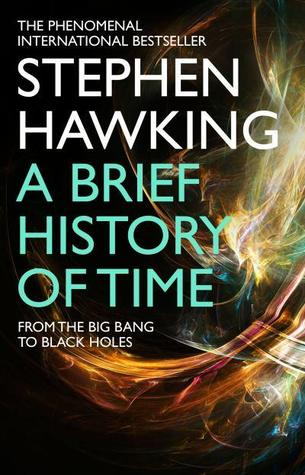 THE PHENOMENAL
INTERNATIONAL BESTSELLER
STEPHEN
HAWKING
A BRIEF
HISTORY
OF TIME
FROM THE BIG BANG
TO BLACK HOLES